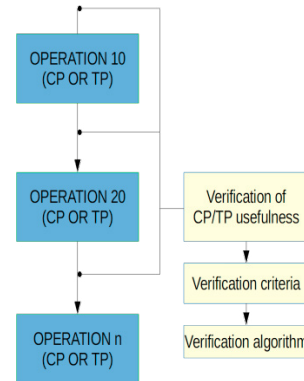 OPERATION 10
(CP OR TP)
OPERATION 20
(CP OR TP)
Verification of
CP/TP usefulness
Verification criteria
OPERATION n
(CP OR TP)
Verification algorithm